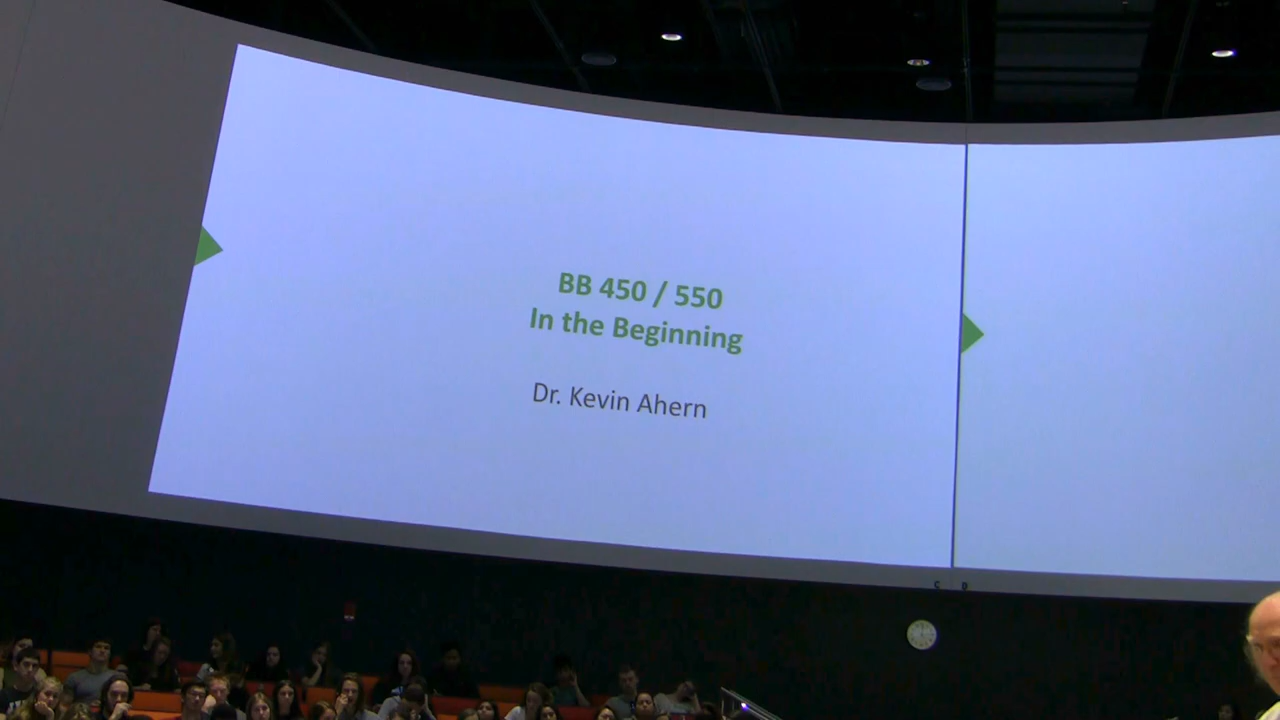 BB 450 / 550
In the Beginning
Dr. Kevin Ahern
C D